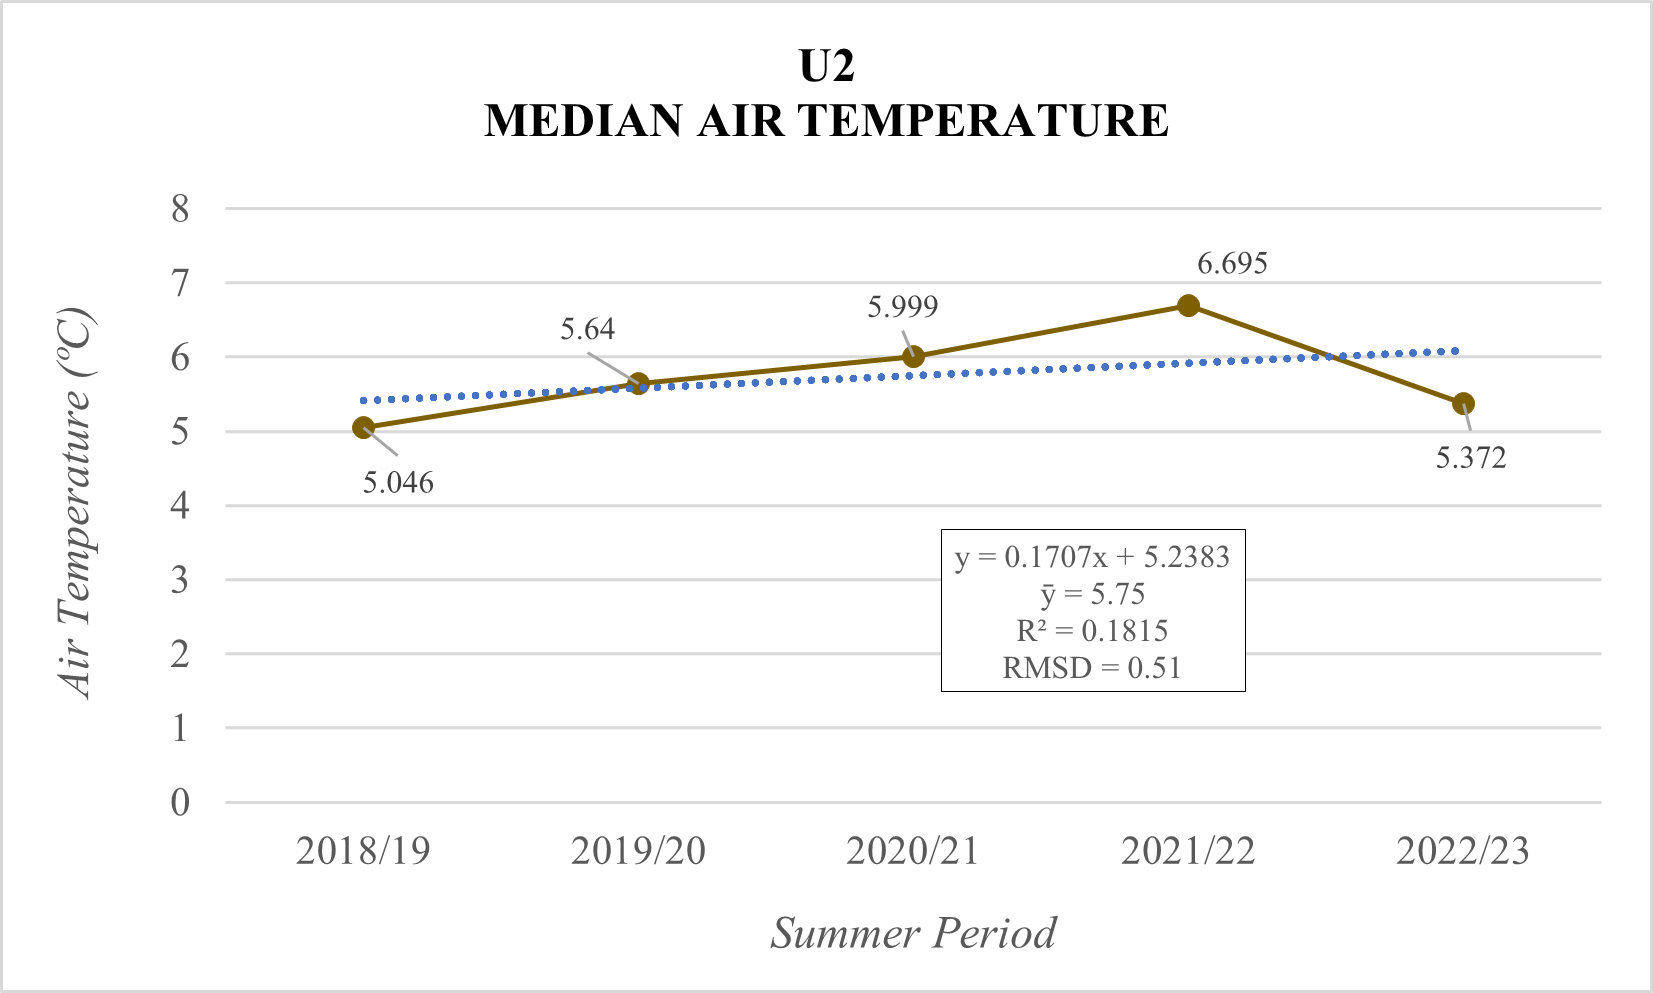 U2
MEDIAN AIR TEMPERATURE
Air Temperature (ºC)
8
7
6
5
4
3
2
1
0
5.046
5.64
5.999
6.695
5.372
y = 0.1707x + 5.2383
ȳ = 5.75
R² = 0.1815
RMSD = 0.51
2018/19 2019/20 2020/21 2021/22 2022/23
Summer Period